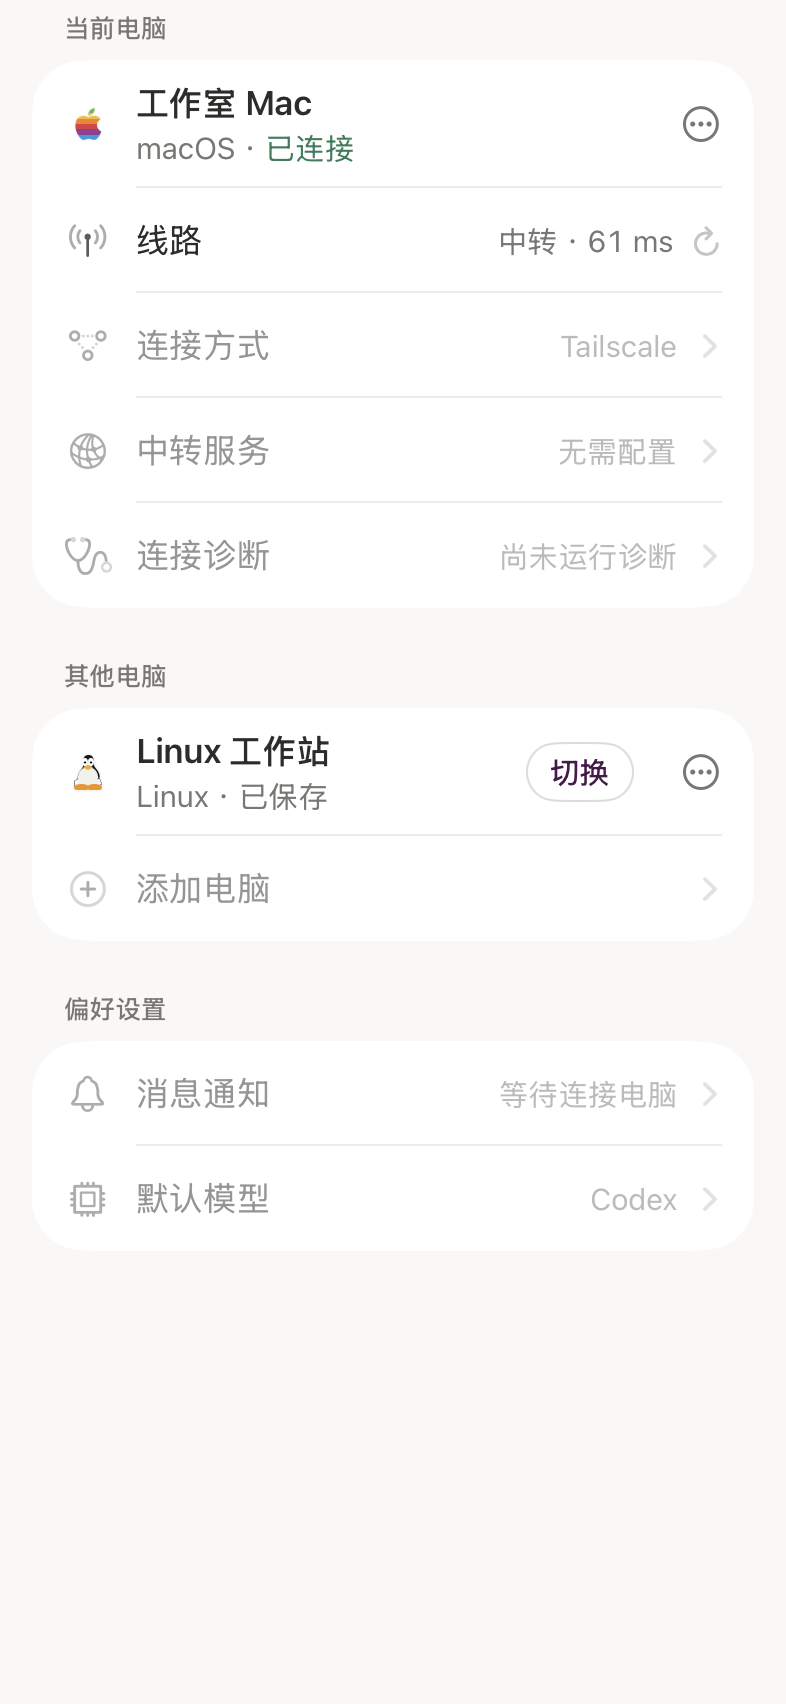 当前电脑
工作室 Mac
macOS · 已连接
线路 中转 · 61 ms
连接方式 Tailscale
中转服务 无需配置
连接诊断 尚未运行诊断
其他电脑
Linux 工作站
Linux · 已保存
切换
添加电脑
偏好设置
消息通知 等待连接电脑
默认模型 Codex